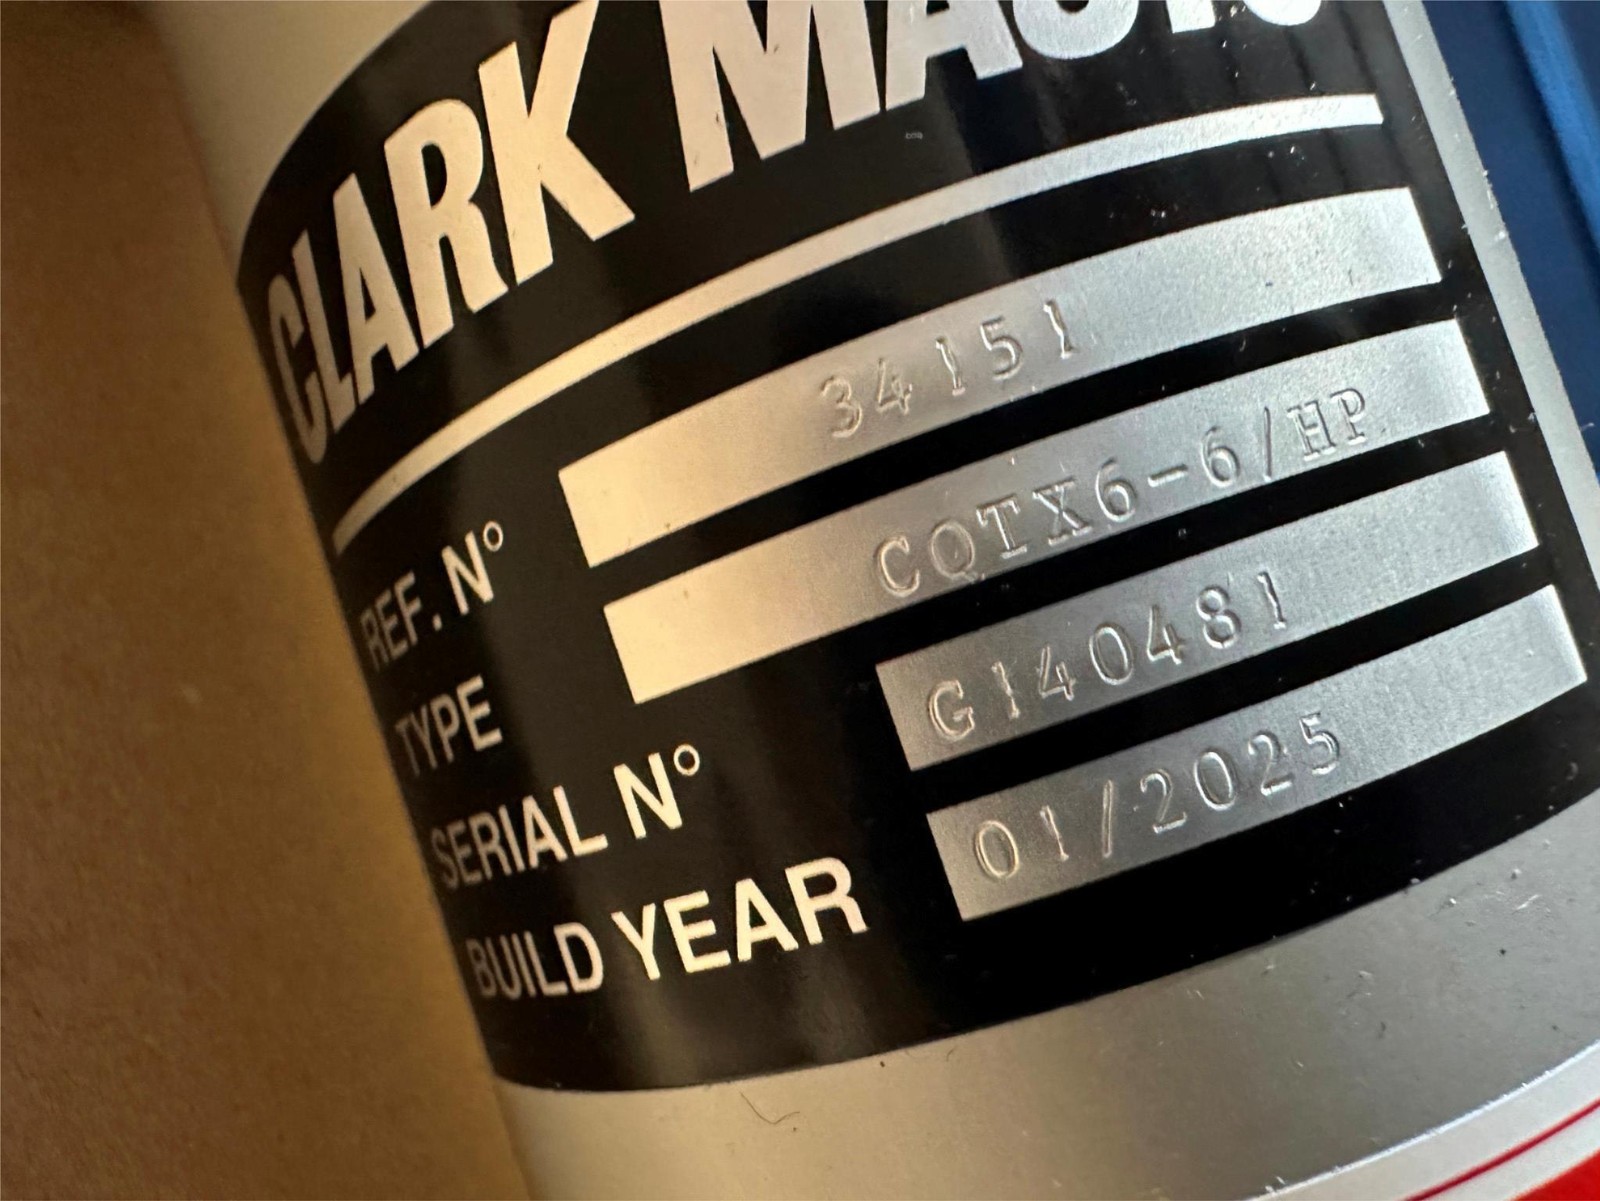 CLARK
REF. N° 34151
TYPE CQTX6-6/HP
SERIAL N° G140481
BUILD YEAR 01/2025